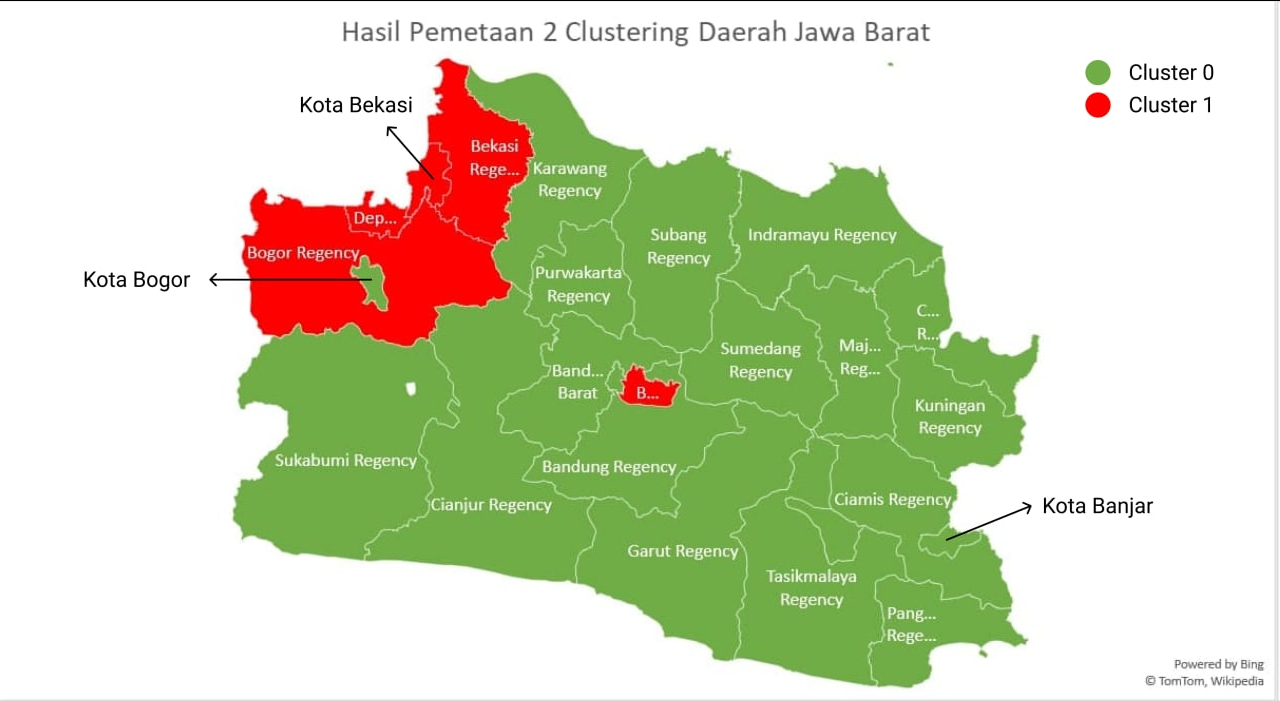 Hasil Pemetaan 2 Clustering Daerah Jawa Barat
Cluster 0
Cluster 1
Kota Bekasi
Bekasi
Rege...
Karawang
Regency
Dep...
Bogor Regency
Kota Bogor
Subang
Regency
Indramayu Regency
Purwakarta
Regency
C...
R...
Sumedang
Regency
Maj...
Reg...
Band...
Barat
B...
Kuningan
Regency
Sukabumi Regency
Bandung Regency
Cianjur Regency
Ciamis Regency
Kota Banjar
Garut Regency
Tasikmalaya
Regency
Pang...
Rege...
Powered by Bing
© TomTom, Wikipedia